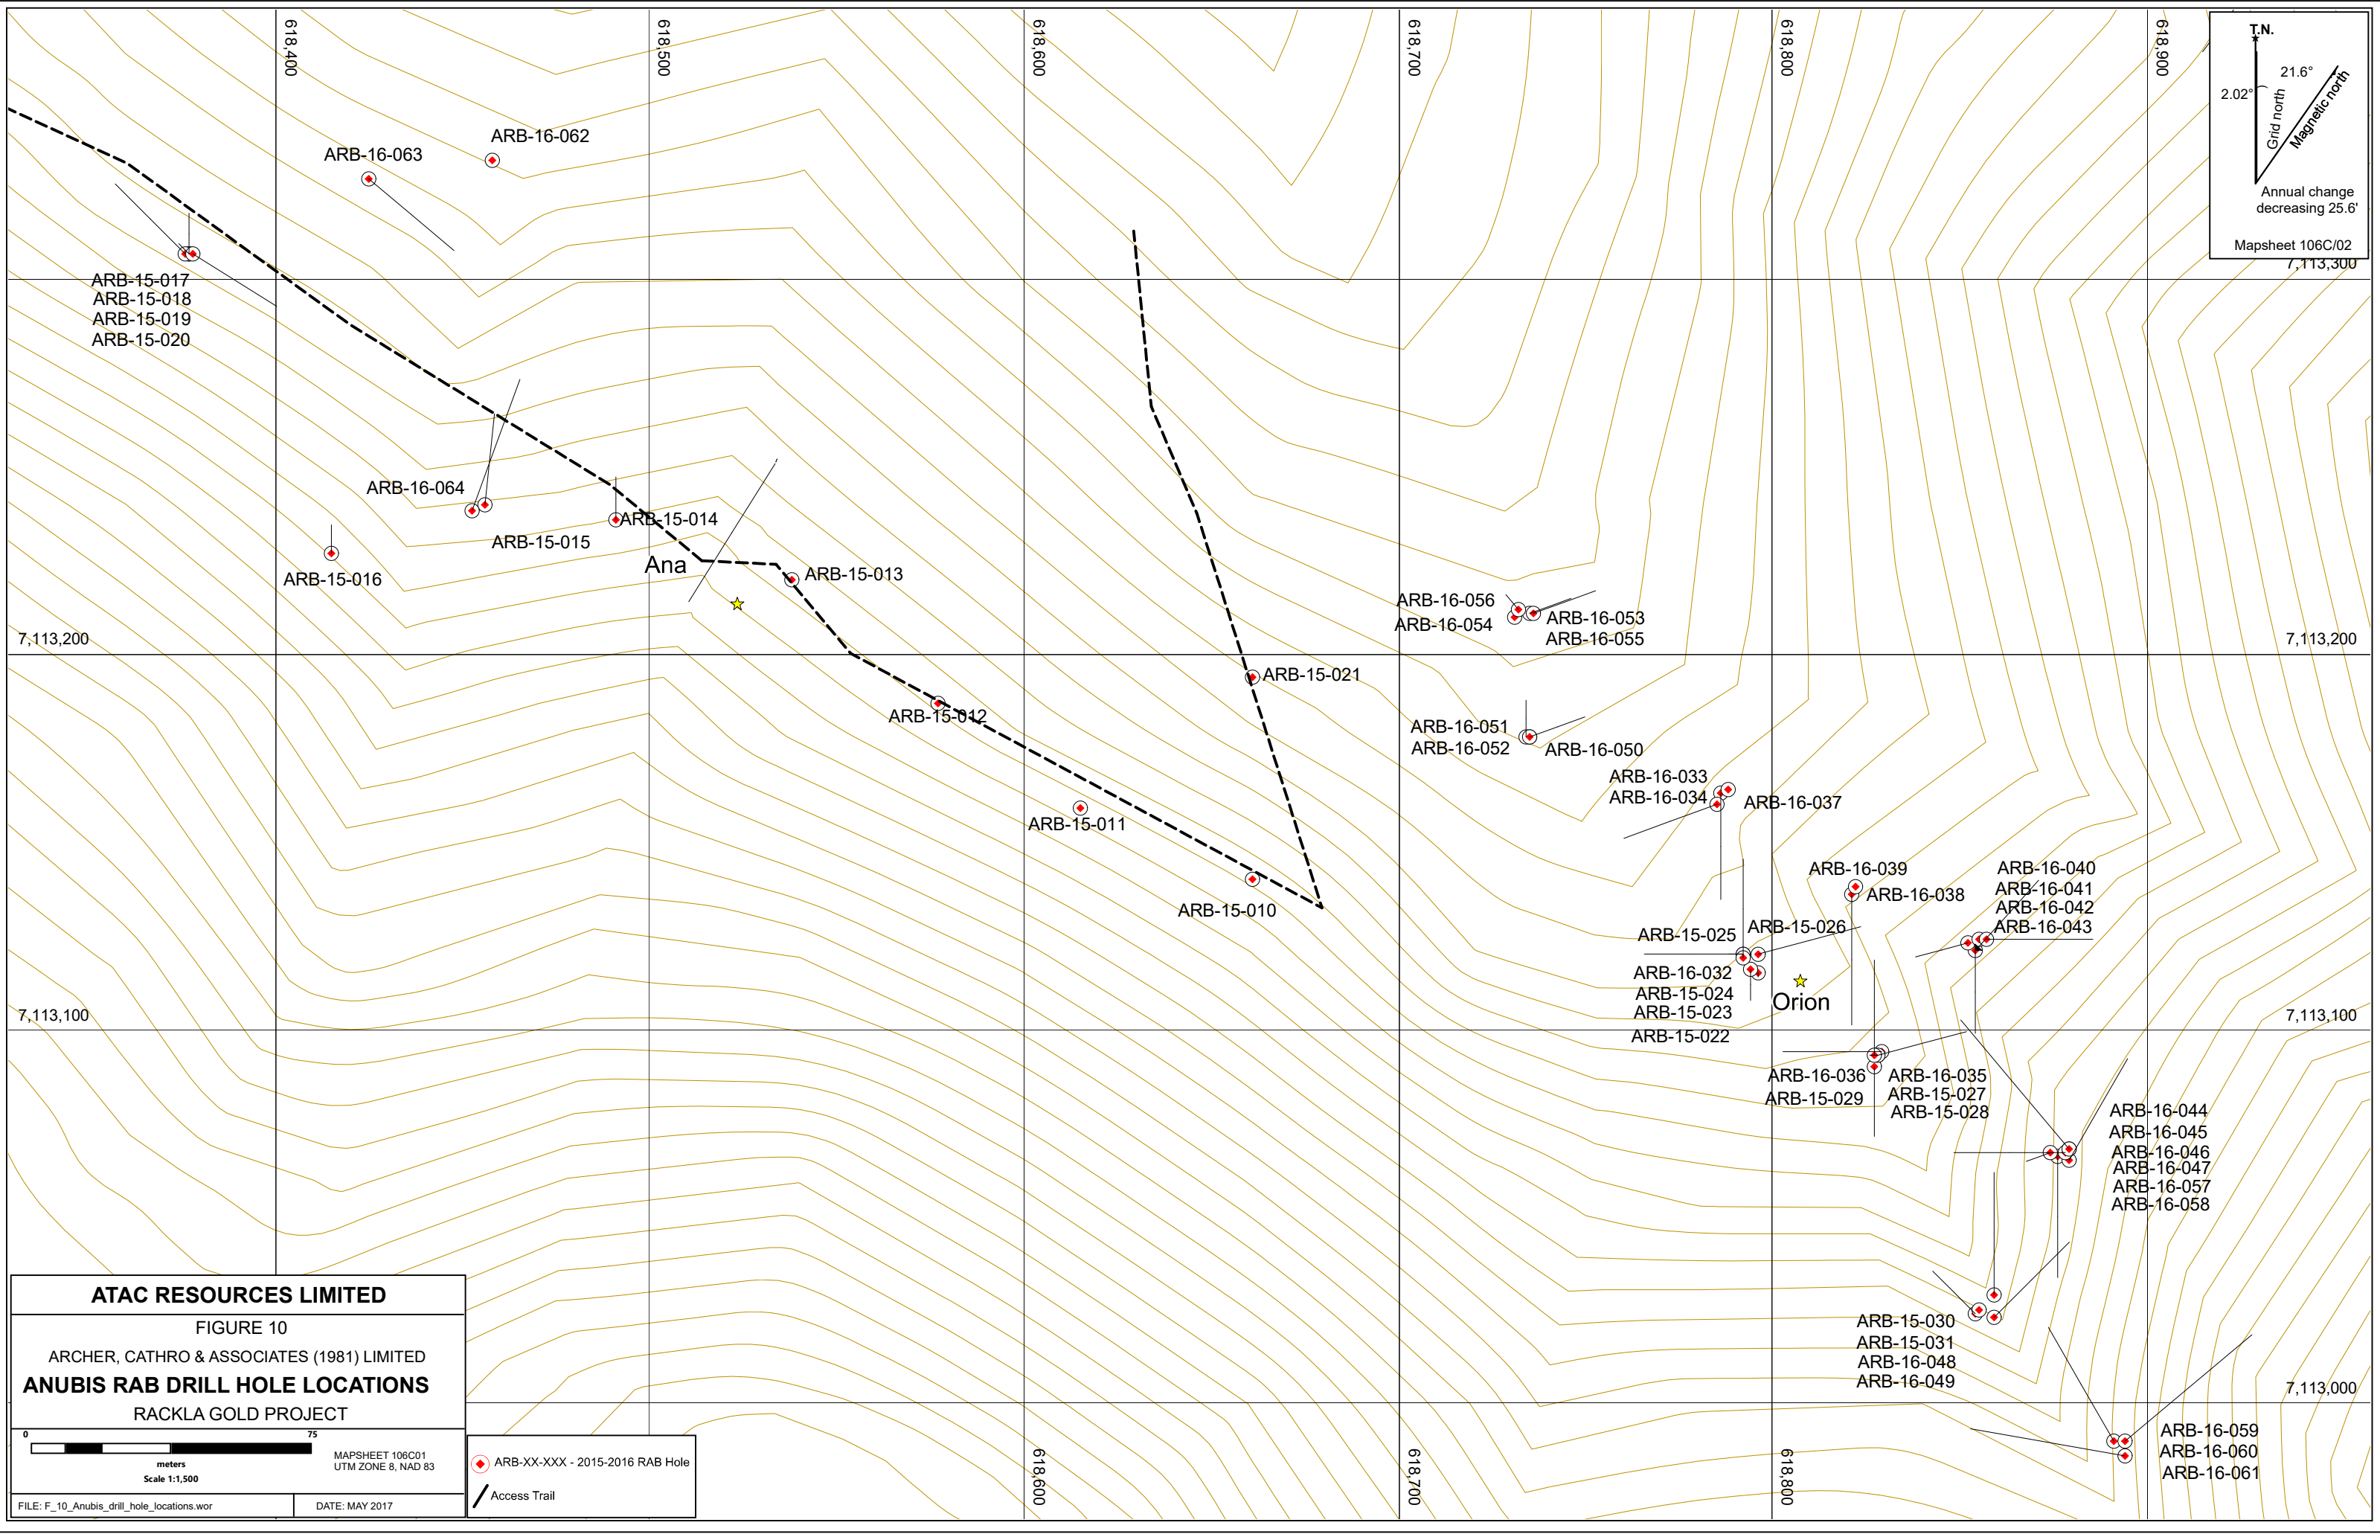 618,400
618,500
618,600
618,700
618,800
618,900
T.N.
21.6°
2.02°
Grid north
Magnetic north
Annual change
decreasing 25.6'
Mapsheet 106C/02
7,113,300
ARB-16-062
ARB-16-063
ARB-15-017
ARB-15-018
ARB-15-019
ARB-15-020
ARB-16-064
ARB-15-014
ARB-15-015
ARB-15-016
Ana
ARB-15-013
ARB-16-056
ARB-16-054
ARB-16-053
ARB-16-055
7,113,200
7,113,200
ARB-15-021
ARB-15-012
ARB-16-051
ARB-16-052
ARB-16-050
ARB-16-033
ARB-16-034
ARB-16-037
ARB-15-011
ARB-16-039
ARB-16-038
ARB-16-040
ARB-16-041
ARB-16-042
ARB-16-043
ARB-15-010
ARB-15-025
ARB-15-026
ARB-16-032
ARB-15-024
ARB-15-023
ARB-15-022
Orion
7,113,100
7,113,100
ARB-16-036
ARB-15-029
ARB-16-035
ARB-15-027
ARB-15-028
ARB-16-044
ARB-16-045
ARB-16-046
ARB-16-047
ARB-16-057
ARB-16-058
ARB-15-030
ARB-15-031
ARB-16-048
ARB-16-049
7,113,000
ARB-16-059
ARB-16-060
ARB-16-061
618,600
618,700
618,800
ATAC RESOURCES LIMITED
FIGURE 10
ARCHER, CATHRO & ASSOCIATES (1981) LIMITED
ANUBIS RAB DRILL HOLE LOCATIONS
RACKLA GOLD PROJECT
0 75
meters
Scale 1:1,500
MAPSHEET 106C01
UTM ZONE 8, NAD 83
FILE: F_10_Anubis_drill_hole_locations.wor
DATE: MAY 2017
ARB-XX-XXX - 2015-2016 RAB Hole
Access Trail